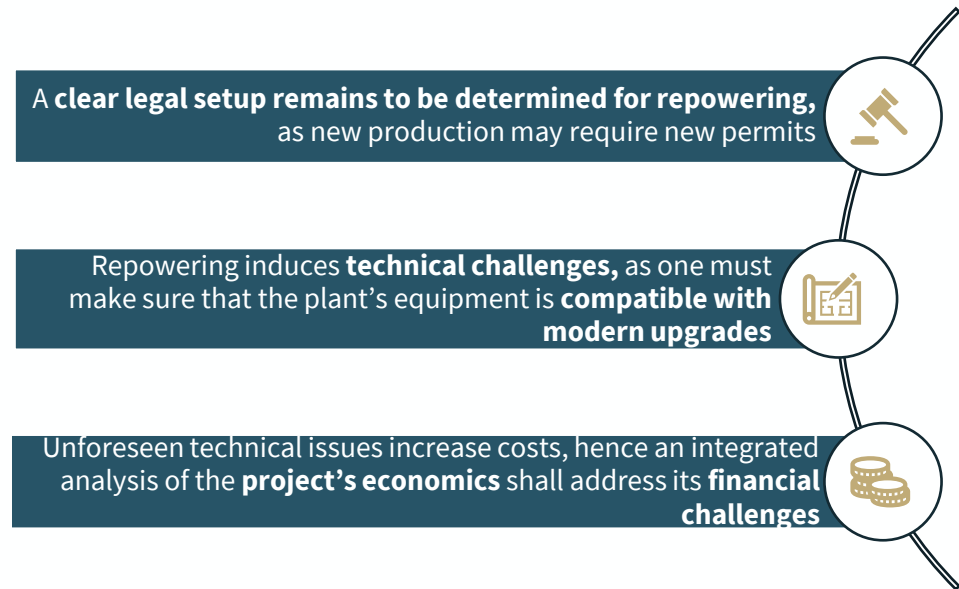 A clear legal setup remains to be determined for repowering,
as new production may require new permits
Repowering induces technical challenges, as one must
make sure that the plant’s equipment is compatible with
modern upgrades
Unforeseen technical issues increase costs, hence an integrated
analysis of the project’s economics shall address its financial
challenges